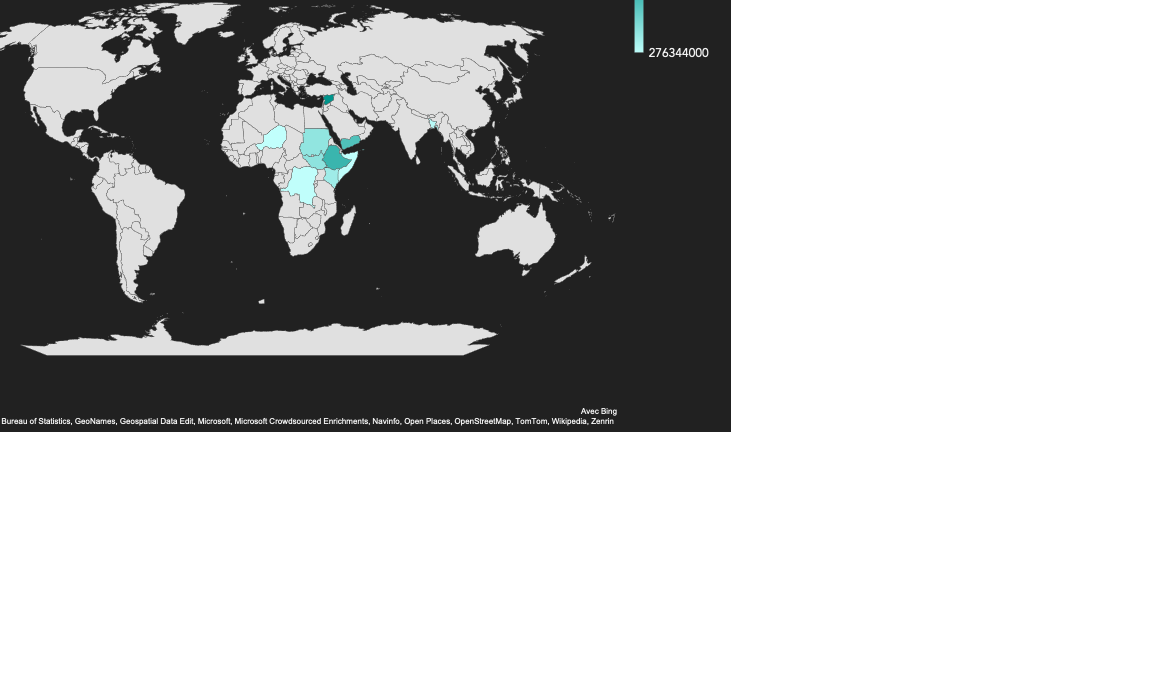 276344000
Avec Bing
Bureau of Statistics, GeoNames, Geospatial Data Edit, Microsoft, Microsoft Crowdsourced Enrichments, Navinfo, Open Places, OpenStreetMap, TomTom, Wikipedia, Zenrin